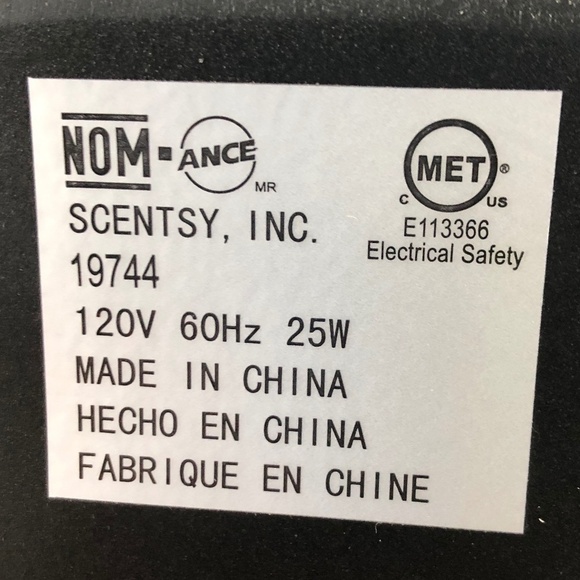 NOM-ANCE
MR
MET®
C US
E113366
Electrical Safety
SCENTSY, INC.
19744
120V 60Hz 25W
MADE IN CHINA
HECHO EN CHINA
FABRIQUE EN CHINE